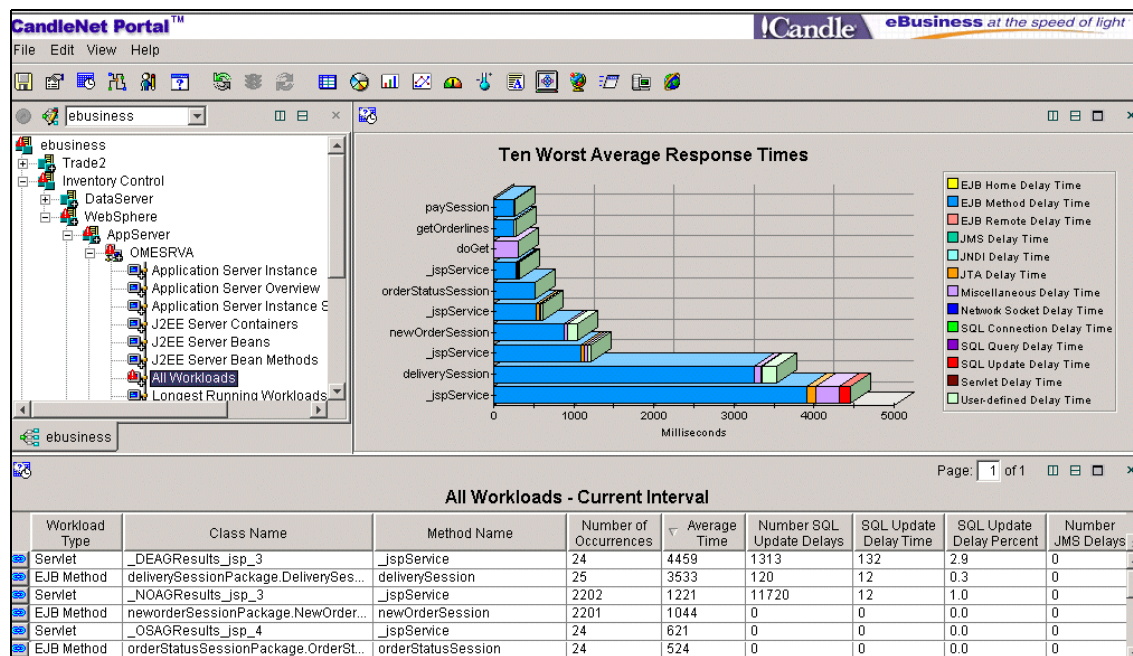 CandleNet Portal™
!Candle
eBusiness at the speed of light
File Edit View Help
ebusiness
ebusiness
Trade2
Inventory Control
DataServer
WebSphere
AppServer
OMESRVA
Application Server Instance
Application Server Overview
Application Server Instance S
J2EE Server Containers
J2EE Server Beans
J2EE Server Bean Methods
All Workloads
Longest Running Workloads
ebusiness
Ten Worst Average Response Times
paySession
getOrderlines
doGet
_jspService
orderStatusSession
_jspService
newOrderSession
_jspService
deliverySession
_jspService
0 1000 2000 3000 4000 5000
Milliseconds
EJB Home Delay Time
EJB Method Delay Time
EJB Remote Delay Time
JMS Delay Time
JNDI Delay Time
JTA Delay Time
Miscellaneous Delay Time
Network Socket Delay Time
SQL Connection Delay Time
SQL Query Delay Time
SQL Update Delay Time
Servlet Delay Time
User-defined Delay Time
Page: 1 of 1
All Workloads - Current Interval
Workload Type Class Name Method Name Number of Occurrences Average Time Number SQL Update Delays SQL Update Delay Time SQL Update Delay Percent Number JMS Delays
Servlet _DEAGResults_jsp_3 _jspService 24 4459 1313 132 2.9 0
EJB Method deliverySessionPackage.DeliverySes... deliverySession 25 3533 120 12 0.3 0
Servlet _NOAGResults_jsp_3 _jspService 2202 1221 11720 12 1.0 0
EJB Method neworderSessionPackage.NewOrder... newOrderSession 2201 1044 0 0 0.0 0
Servlet _OSAGResults_jsp_4 _jspService 24 621 0 0 0.0 0
EJB Method orderStatusSessionPackage.OrderSt... orderStatusSession 24 524 0 0 0.0 0